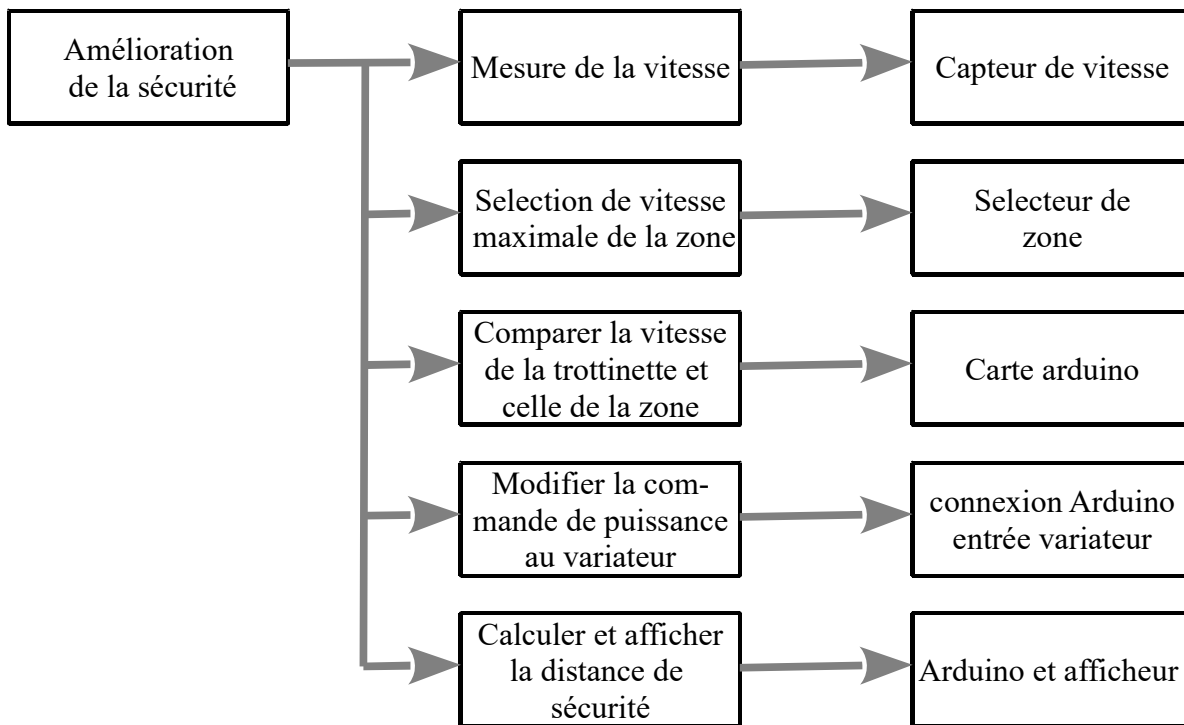 Amélioration
de la sécurité
Mesure de la vitesse
Capteur de vitesse
Selection de vitesse
maximale de la zone
Selecteur de
zone
Comparer la vitesse
de la trottinette et
celle de la zone
Carte arduino
Modifier la com-
mande de puissance
au variateur
connexion Arduino
entrée variateur
Calculer et afficher
la distance de
sécurité
Arduino et afficheur